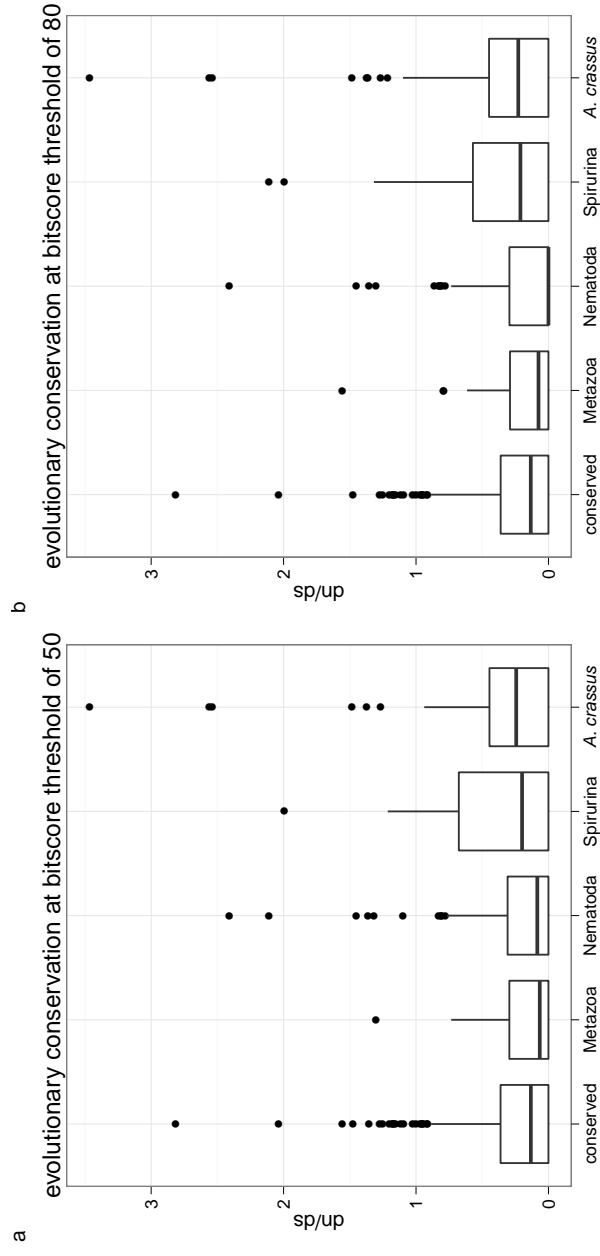 a
evolutionary conservation at bitscore threshold of 50
dn/ds
3
2
1
0
conserved
Metazoa
Nematoda
Spirurina
A. crassus
b
evolutionary conservation at bitscore threshold of 80
dn/ds
3
2
1
0
conserved
Metazoa
Nematoda
Spirurina
A. crassus